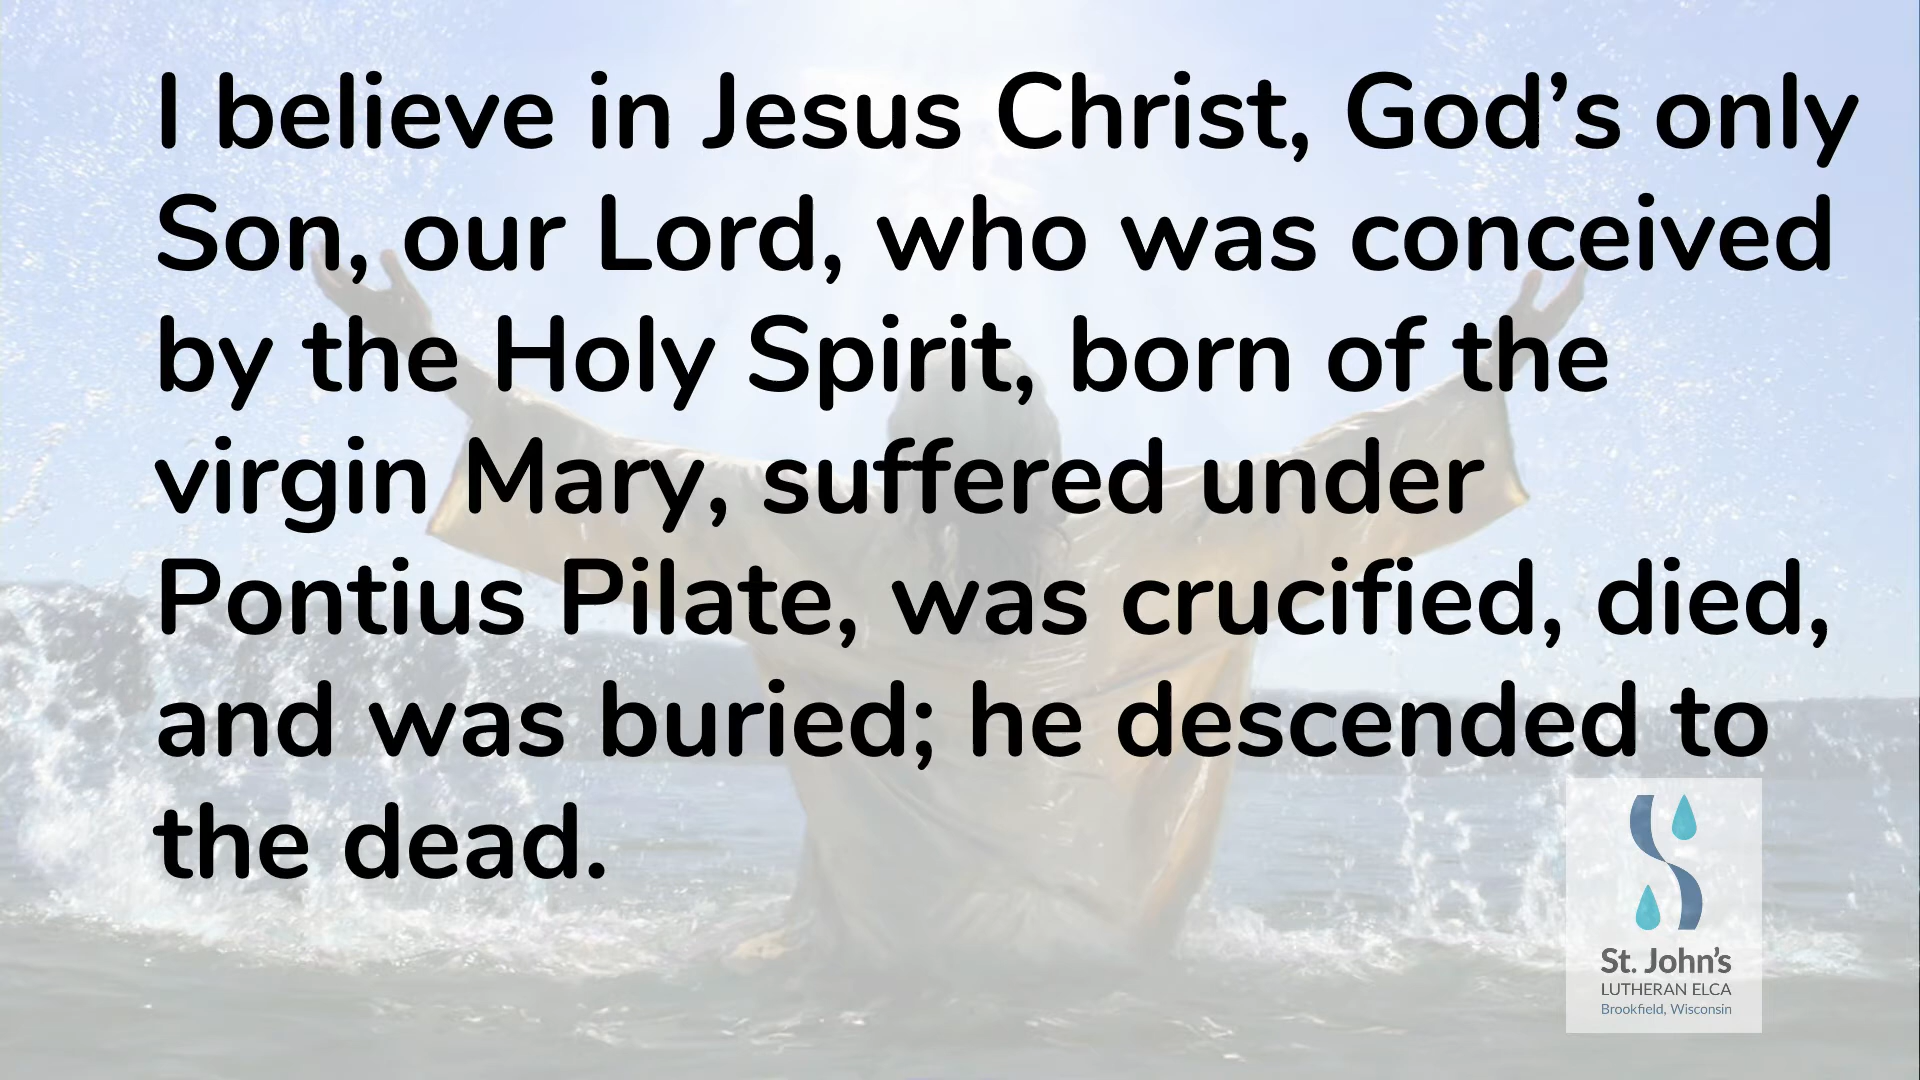 I believe in Jesus Christ, God’s only
Son, our Lord, who was conceived
by the Holy Spirit, born of the
virgin Mary, suffered under
Pontius Pilate, was crucified, died,
and was buried; he descended to
the dead.
St. John's
LUTHERAN ELCA
Brookfield, Wisconsin